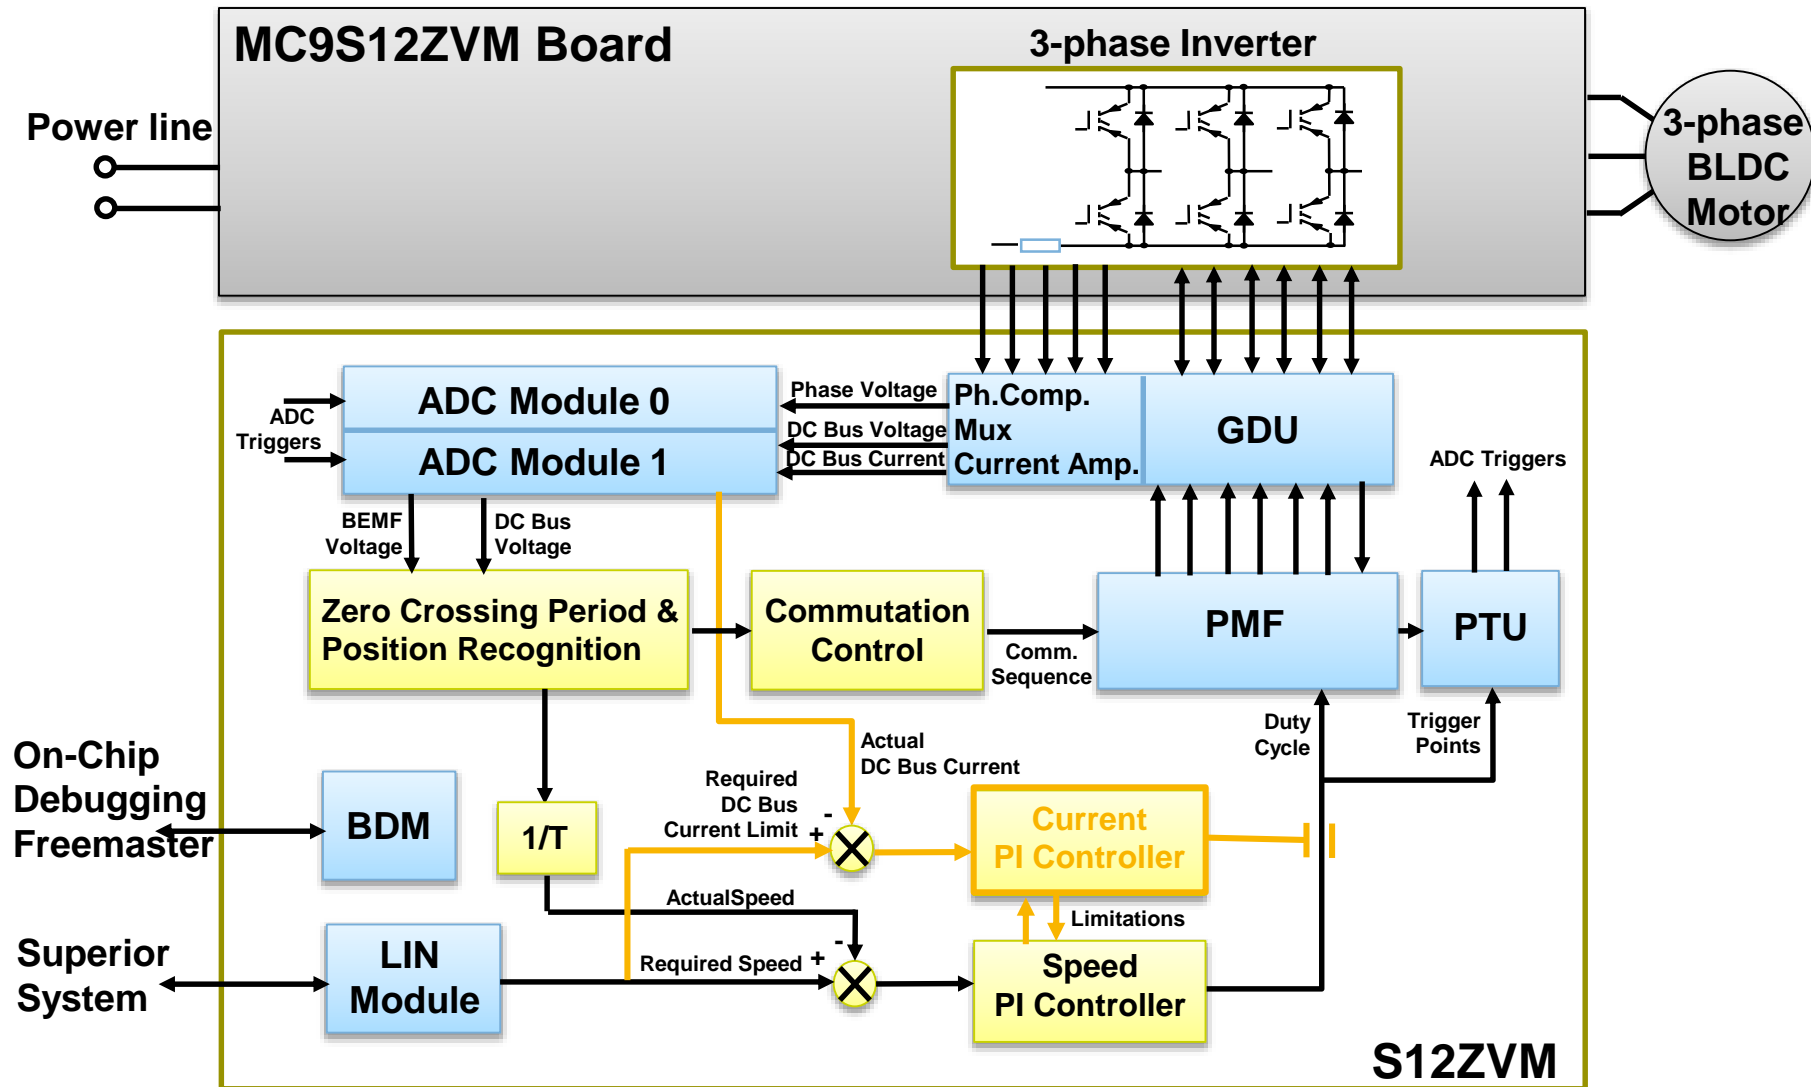 MC9S12ZVM Board
3-phase Inverter
Power line
3-phase
BLDC
Motor
ADC Module 0
ADC Module 1
ADC
Triggers
Phase Voltage
DC Bus Voltage
DC Bus Current
Ph.Comp.
Mux
Current Amp.
GDU
ADC Triggers
BEMF
Voltage
DC Bus
Voltage
Zero Crossing Period &
Position Recognition
Commutation
Control
Comm.
Sequence
PMF
PTU
Duty
Cycle
Trigger
Points
Actual
DC Bus Current
On-Chip
Debugging
Freemaster
BDM
1/T
Required
DC Bus
Current Limit
-
+
Current
PI Controller
ActualSpeed
Limitations
Superior
System
LIN
Module
Required Speed
-
+
Speed
PI Controller
S12ZVM